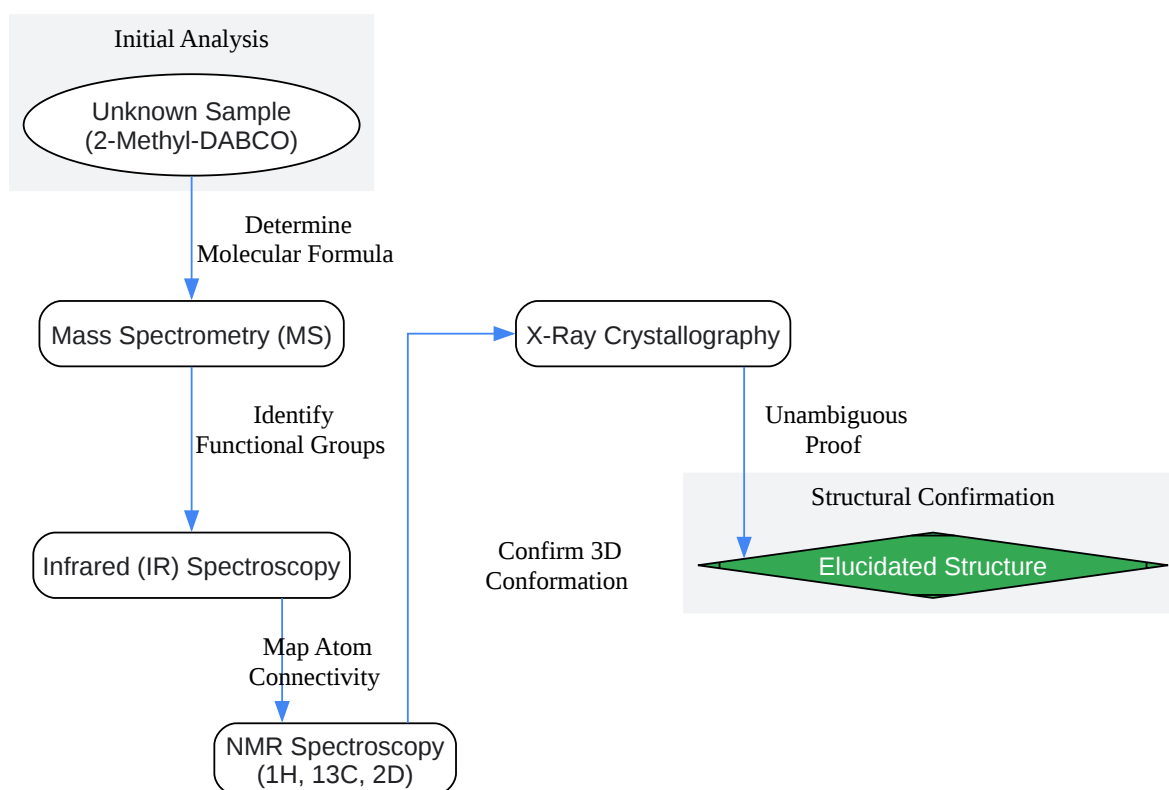 Initial Analysis
Unknown Sample
(2-Methyl-DABCO)
Determine
Molecular Formula
Mass Spectrometry (MS)
X-Ray Crystallography
Identify
Functional Groups
Unambiguous
Proof
Structural Confirmation
Infrared (IR) Spectroscopy
Confirm 3D
Conformation
Elucidated Structure
Map Atom
Connectivity
NMR Spectroscopy
(1H, 13C, 2D)